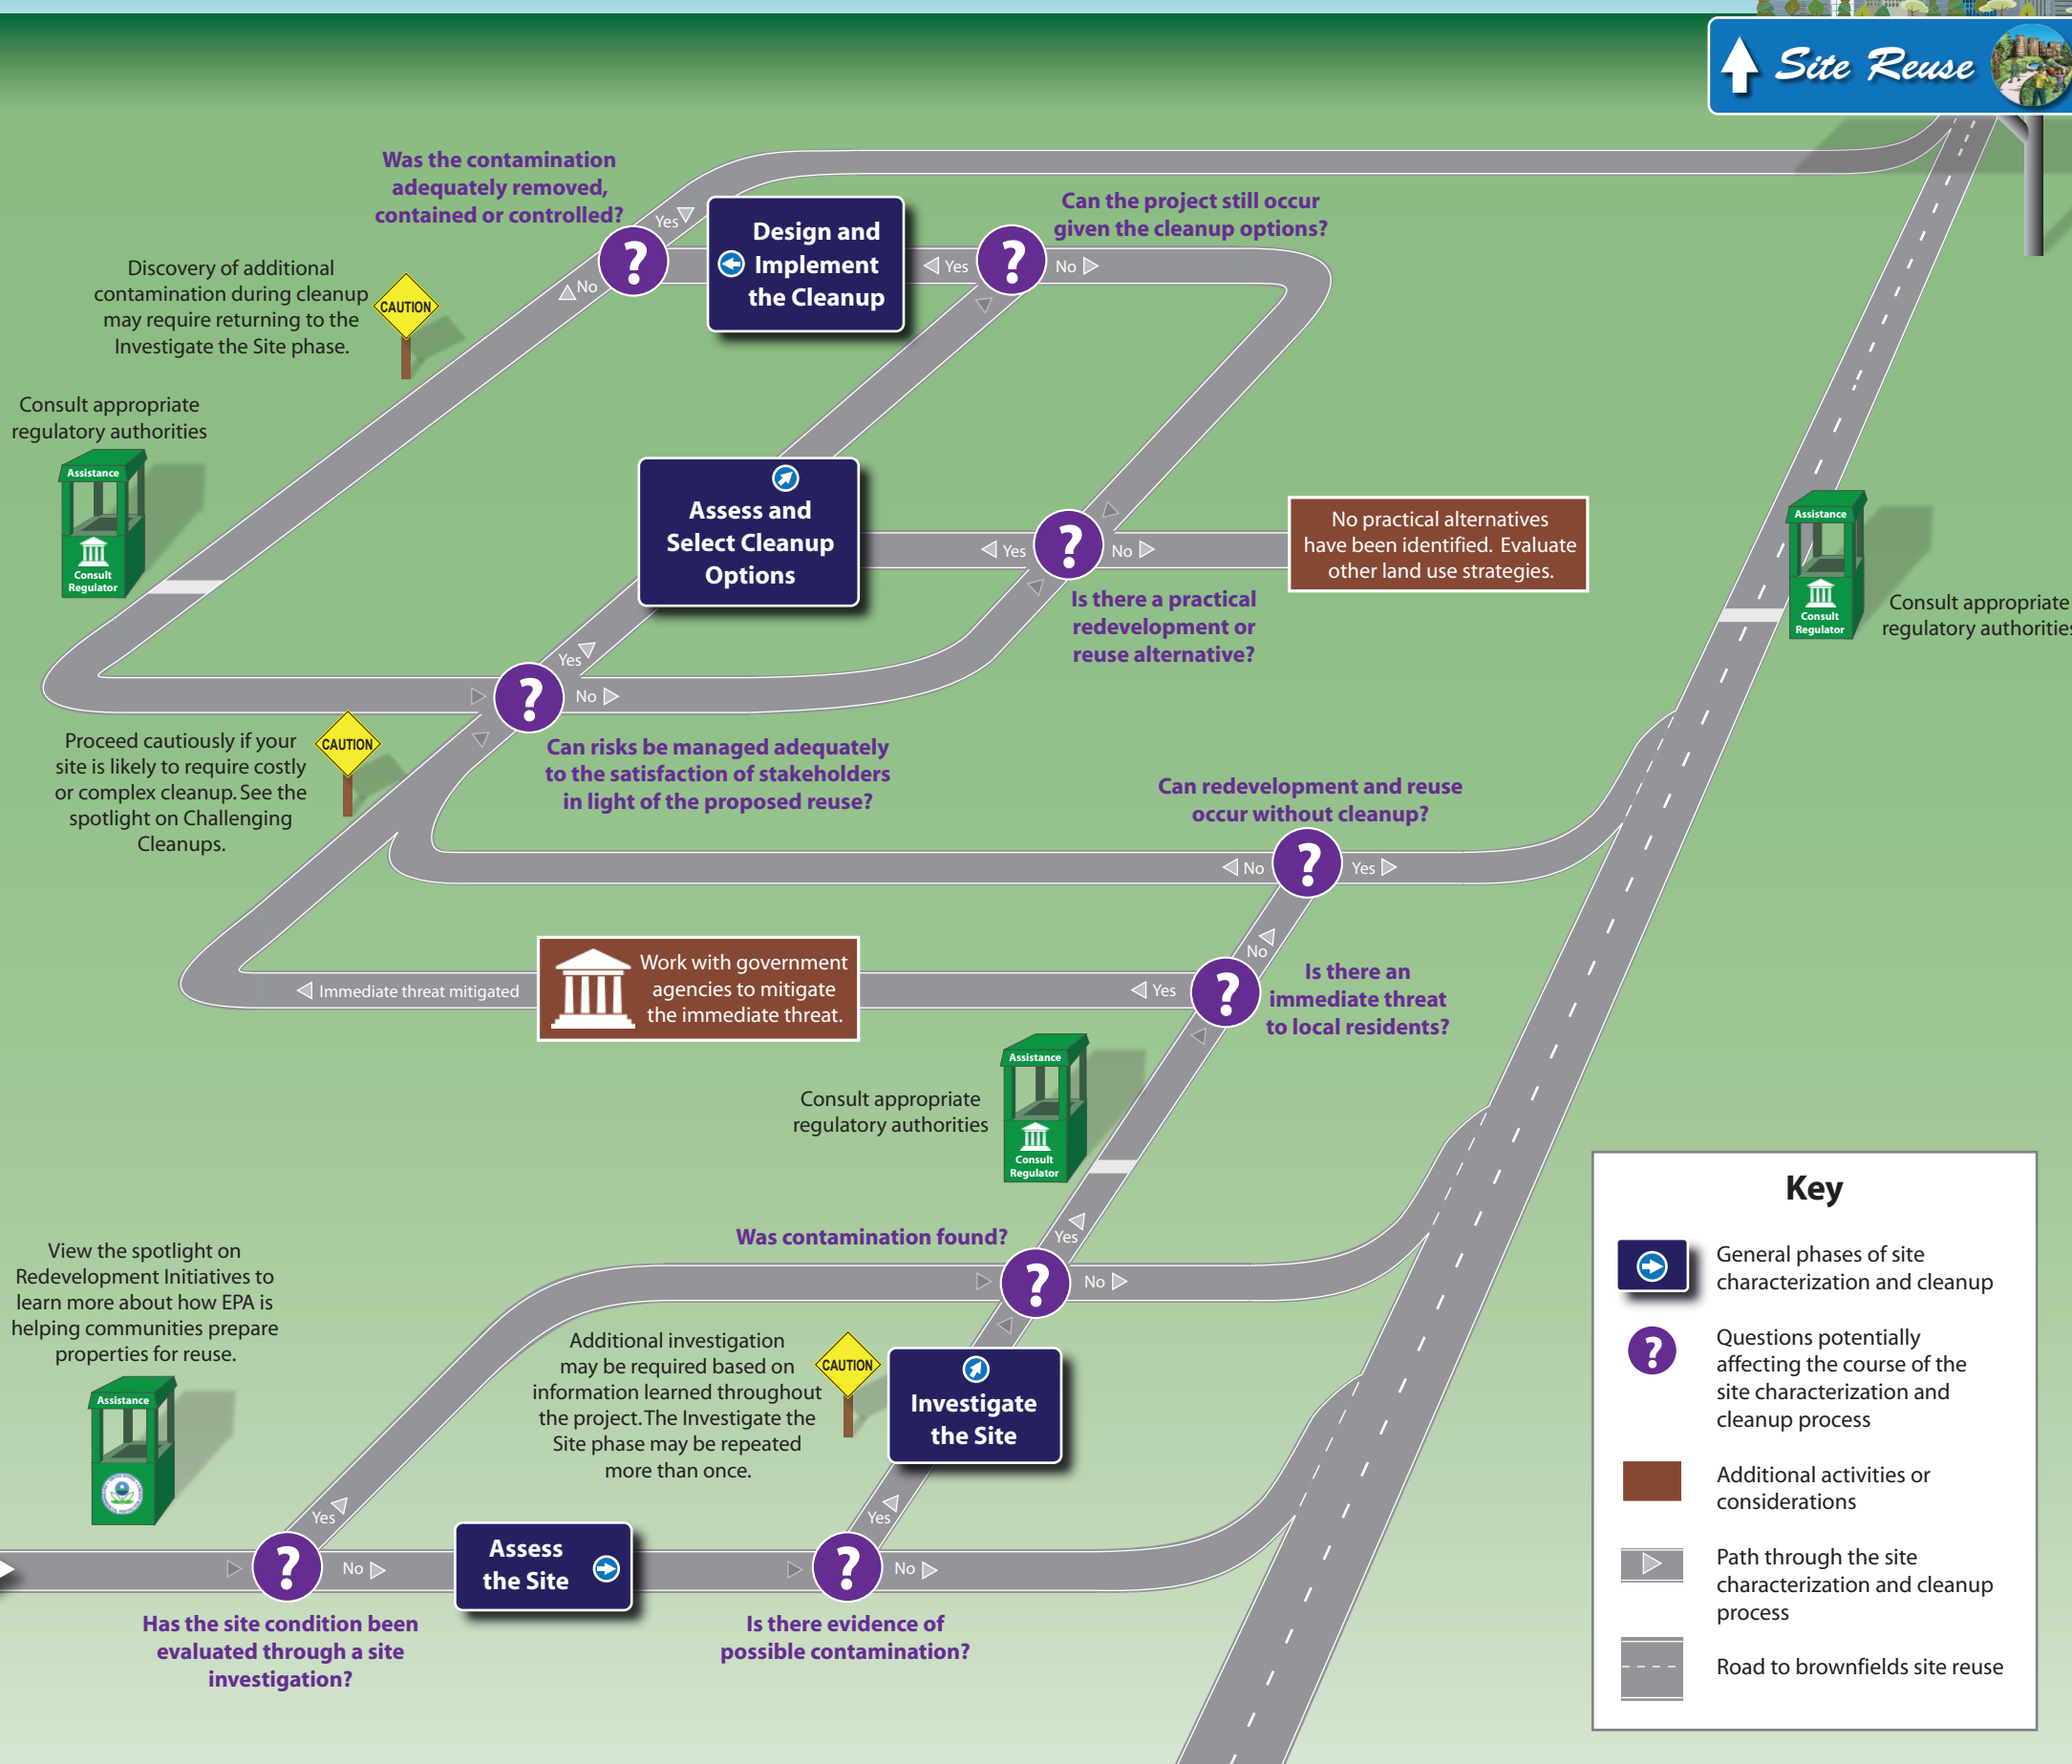 Site Reuse
Was the contamination
adequately removed,
contained or controlled?
Yes
No
Design and
Implement
the Cleanup
Can the project still occur
given the cleanup options?
Yes
No
Discovery of additional
contamination during cleanup
may require returning to the
Investigate the Site phase.
CAUTION
Consult appropriate
regulatory authorities
Assistance
Consult
Regulator
Assess and
Select Cleanup
Options
Yes
No
No practical alternatives
have been identified. Evaluate
other land use strategies.
Is there a practical
redevelopment or
reuse alternative?
Assistance
Consult
Regulator
Consult appropriate
regulatory authorities
Yes
No
Can risks be managed adequately
to the satisfaction of stakeholders
in light of the proposed reuse?
Proceed cautiously if your
site is likely to require costly
or complex cleanup. See the
spotlight on Challenging
Cleanups.
CAUTION
Can redevelopment and reuse
occur without cleanup?
No
Yes
Immediate threat mitigated
Work with government
agencies to mitigate
the immediate threat.
Yes
No
Is there an
immediate threat
to local residents?
Consult appropriate
regulatory authorities
Assistance
Consult
Regulator
Was contamination found?
Yes
No
View the spotlight on
Redevelopment Initiatives to
learn more about how EPA is
helping communities prepare
properties for reuse.
Assistance
Additional investigation
may be required based on
information learned throughout
the project. The Investigate the
Site phase may be repeated
more than once.
CAUTION
Investigate
the Site
Yes
No
Assess
the Site
Yes
No
Has the site condition been
evaluated through a site
investigation?
Is there evidence of
possible contamination?
Key
General phases of site
characterization and cleanup
Questions potentially
affecting the course of the
site characterization and
cleanup process
Additional activities or
considerations
Path through the site
characterization and cleanup
process
Road to brownfields site reuse